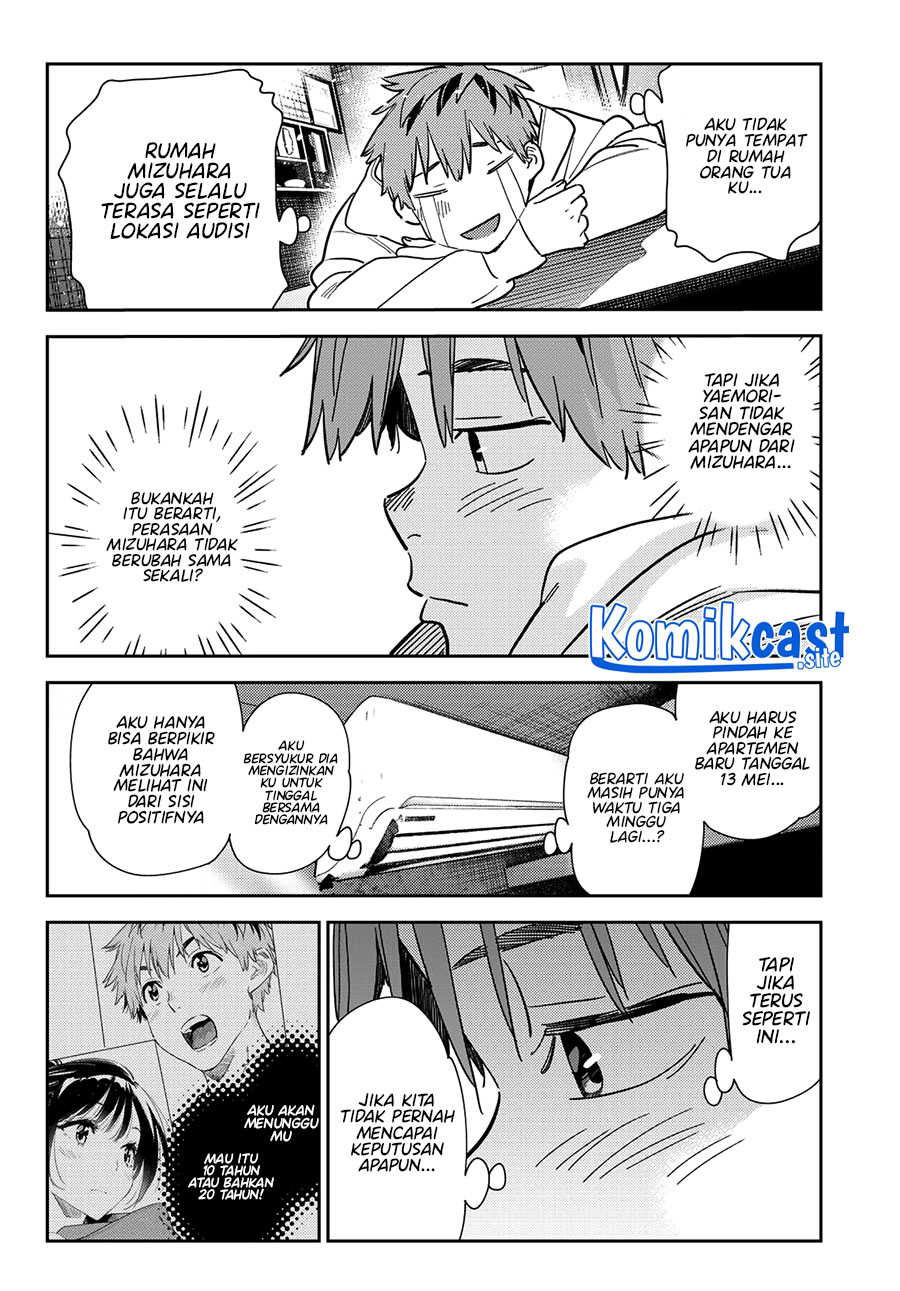 AKU TIDAK
PUNYA TEMPAT
DI RUMAH
ORANG TUA
KU...
RUMAH
MIZUHARA
JUGA SELALU
TERASA SEPERTI
LOKASI AUDISI
TAPI JIKA
YAEMORI-
SAN TIDAK
MENDENGAR
APAPUN DARI
MIZUHARA...
BUKANKAH
ITU BERARTI,
PERASAAN
MIZUHARA TIDAK
BERUBAH SAMA
SEKALI?
Komikcast
.site
AKU HARUS
PINDAH KE
APARTEMEN
BARU TANGGAL
13 MEI...
BERARTI AKU
MASIH PUNYA
WAKTU TIGA
MINGGU
LAGI...?
AKU
BERSYUKUR DIA
MENGIZINKAN
KU UNTUK
TINGGAL
BERSAMA
DENGANNYA
AKU HANYA
BISA BERPIKIR
BAHWA
MIZUHARA
MELIHAT INI
DARI SISI
POSITIFNYA
TAPI
JIKA
TERUS
SEPERTI
INI...
JIKA KITA
TIDAK PERNAH
MENCAPAI
KEPUTUSAN
APAPUN...
AKU AKAN
MENUNGGU
MU
MAU ITU
10 TAHUN
ATAU BAHKAN
20 TAHUN!